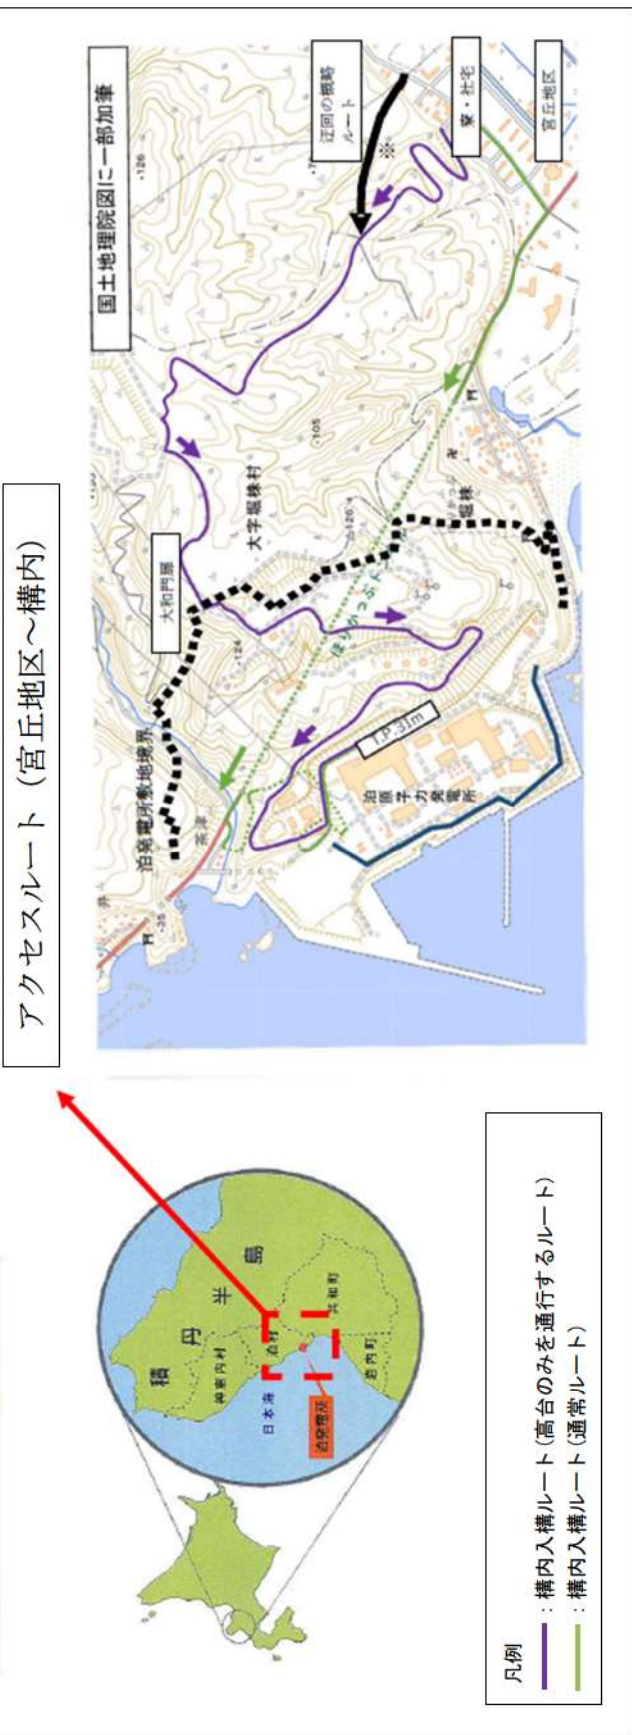 アクセスルート（宮丘地区～構内）
国土地理院図に一部加筆
迂回の概略
ルート
※
寮・社宅
宮丘地区
大和門扉
泊発電所敷地境界
大字堀株村
堀株
茶津
T.P.31m
泊原子力発電所
・126
・105
・124
・35
積丹半島
神恵内村
泊村
共和町
岩内町
日本海
泊発電所
凡例
：構内入構ルート（高台のみを通行するルート）
：構内入構ルート（通常ルート）